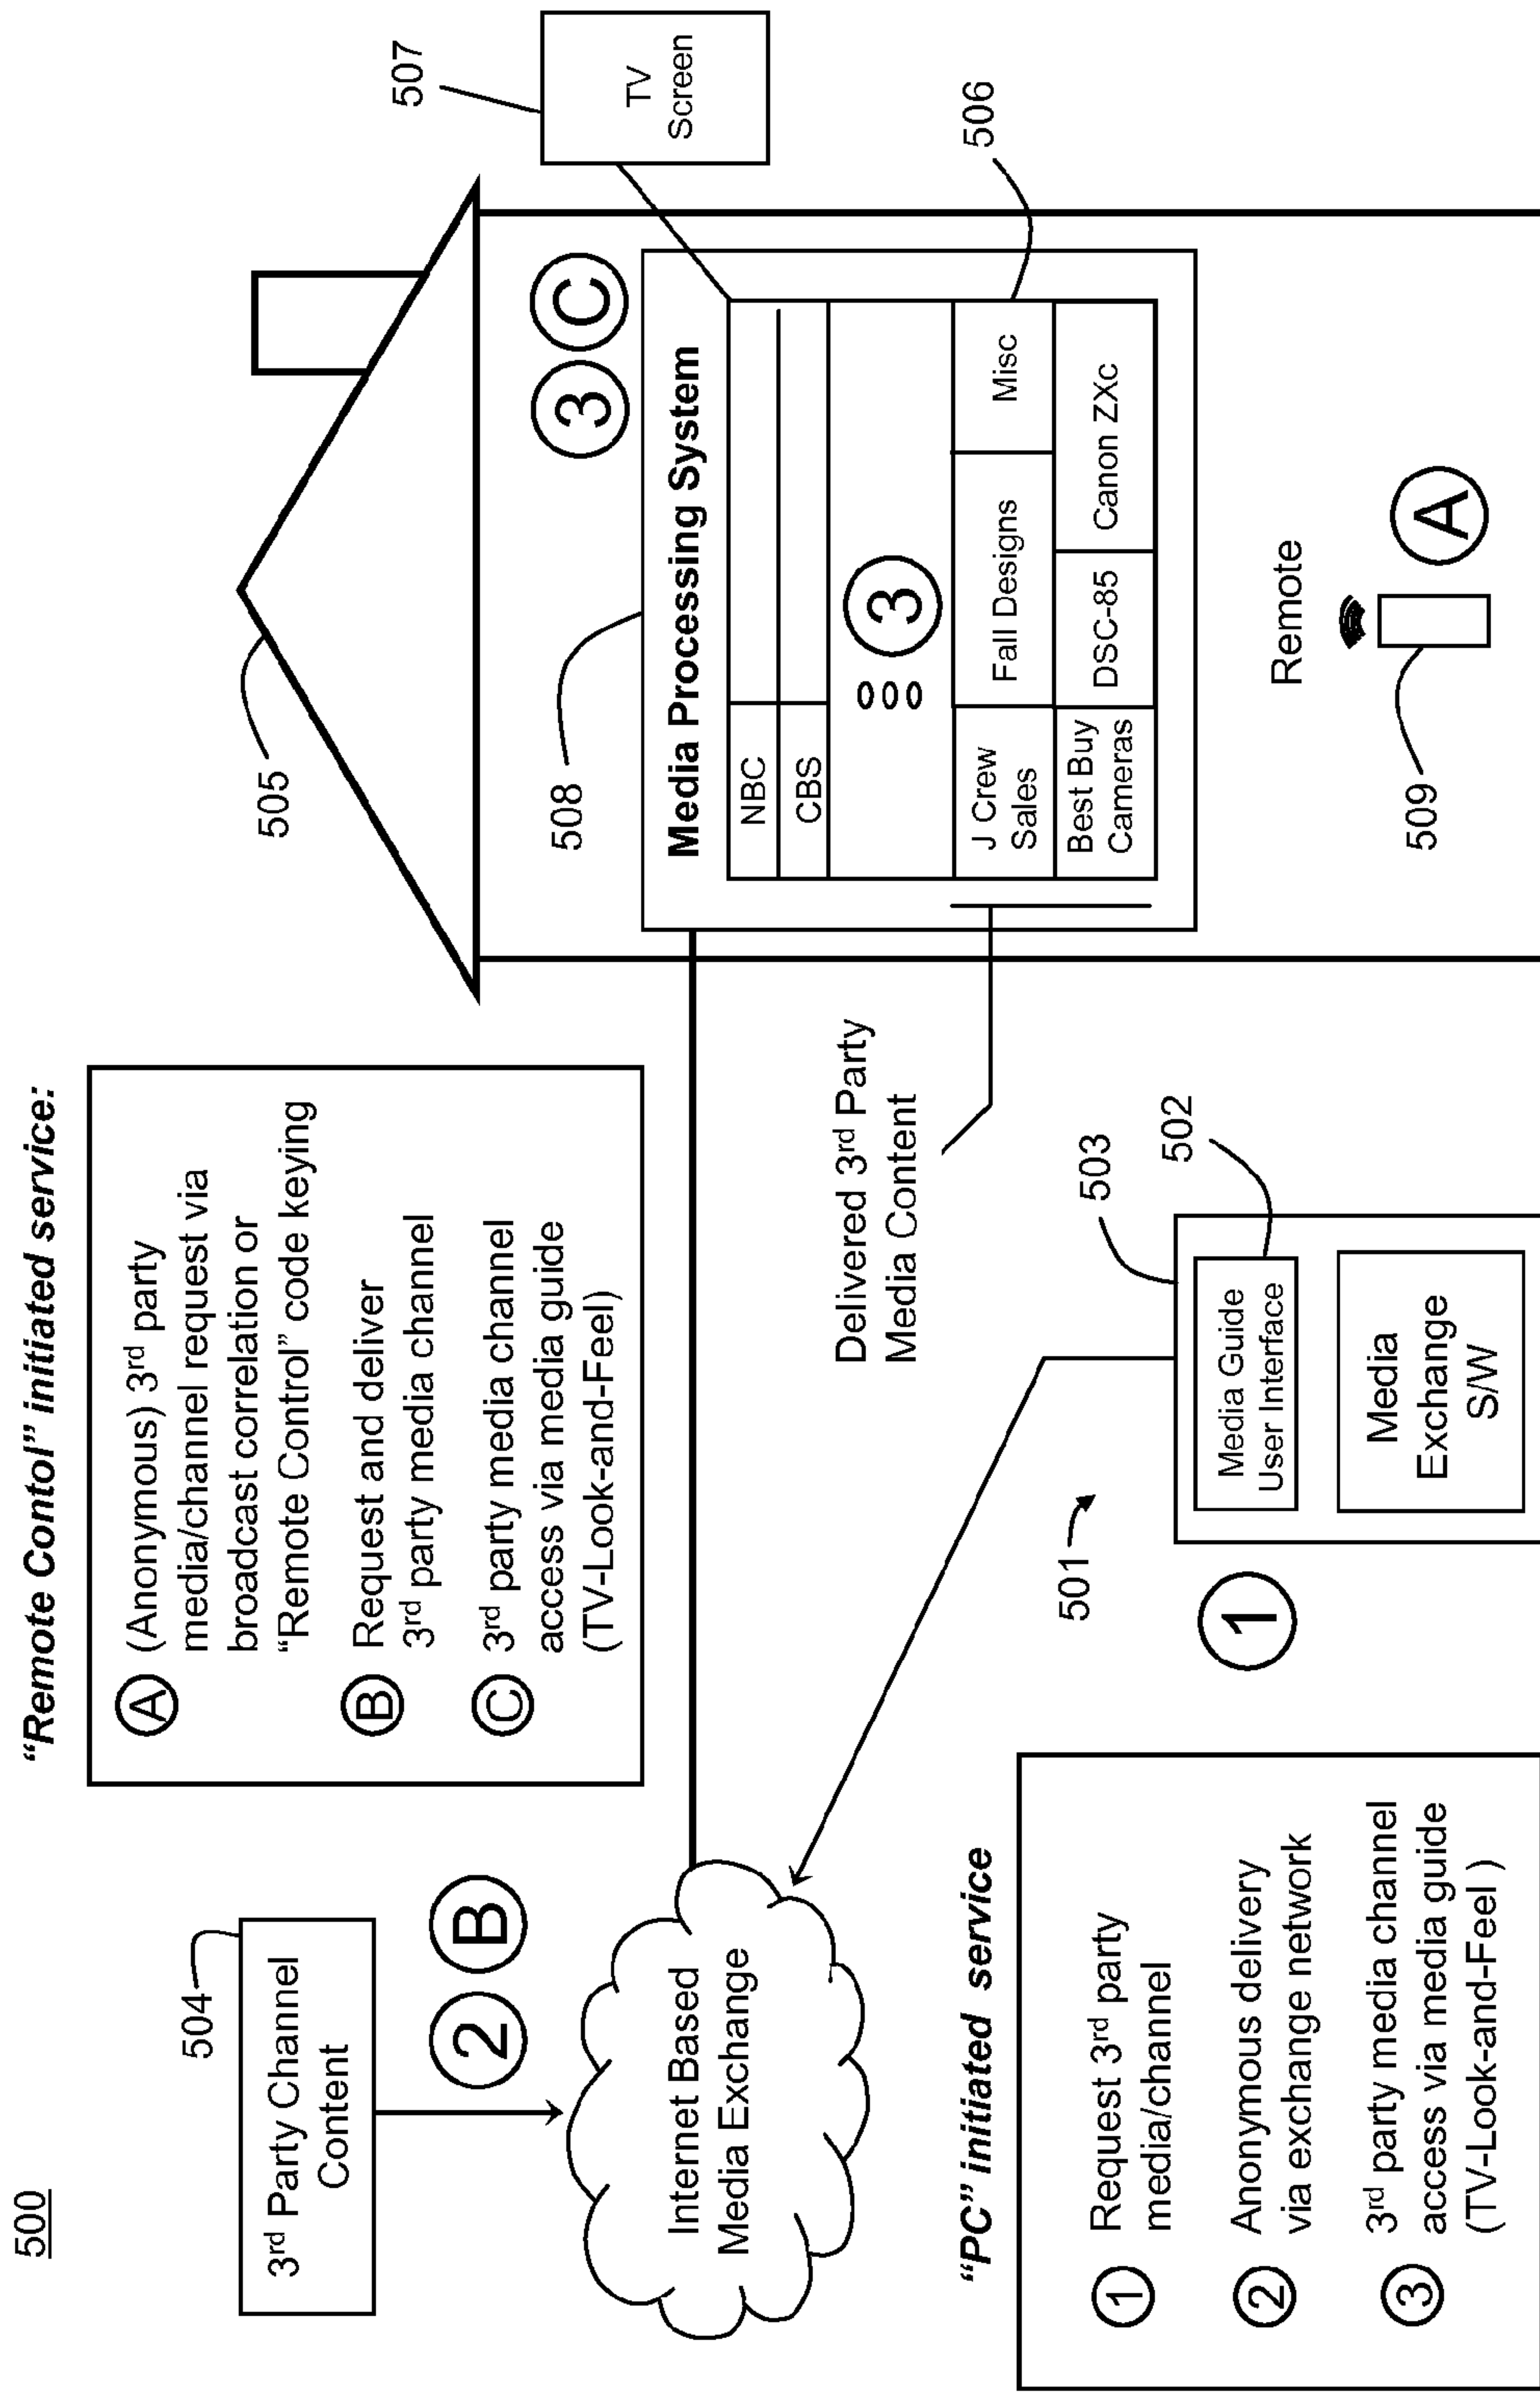 500
"Remote Contol" initiated service:
A (Anonymous) 3rd party
media/channel request via
broadcast correlation or
"Remote Control" code keying
B Request and deliver
3rd party media channel
C 3rd party media channel
access via media guide
(TV-Look-and-Feel)
504
3rd Party Channel
Content
2 B
Internet Based
Media Exchange
"PC" initiated service
1 Request 3rd party
media/channel
2 Anonymous delivery
via exchange network
3 3rd party media channel
access via media guide
(TV-Look-and-Feel )
Delivered 3rd Party
Media Content
501
1
503
502
Media Guide
User Interface
Media
Exchange
S/W
505
507
TV
Screen
3 C
508
Media Processing System
506
NBC
CBS
3
J Crew
Sales
Fall Designs
Misc
Best Buy
Cameras
DSC-85
Canon ZXc
Remote
509
A